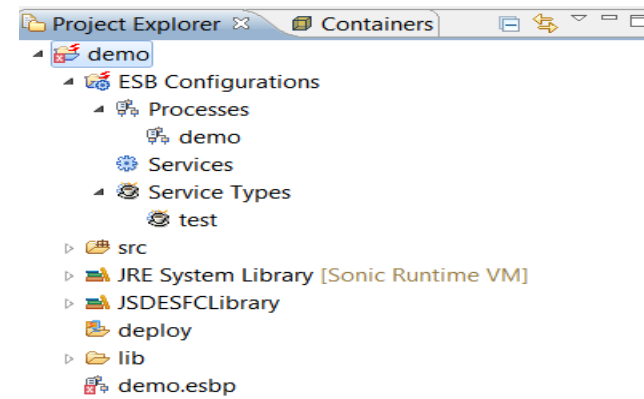 Project Explorer Containers
demo
ESB Configurations
Processes
demo
Services
Service Types
test
src
JRE System Library [Sonic Runtime VM]
JSDESFCLibrary
deploy
lib
demo.esbp